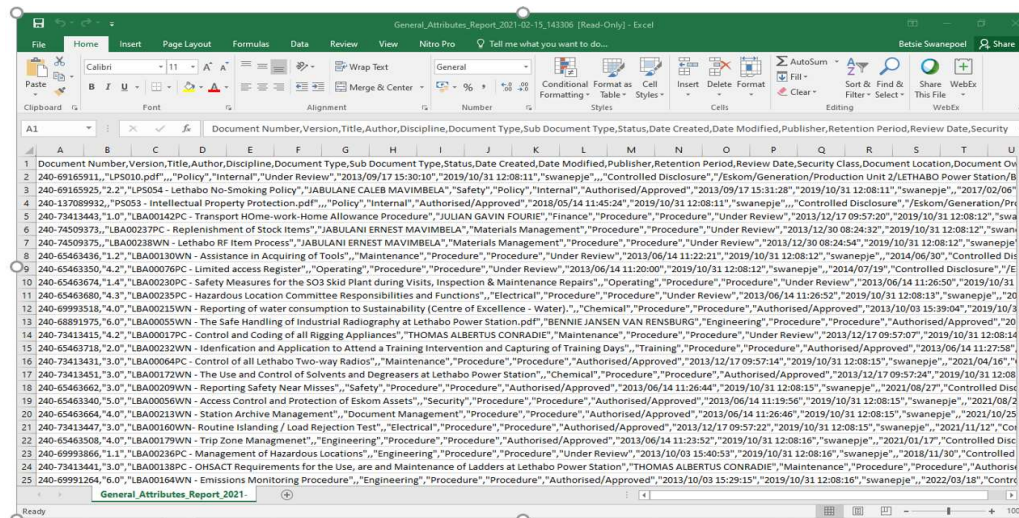 General_Attributes_Report_2021-02-15_143306 [Read-Only] - Excel
File Home Insert Page Layout Formulas Data Review View Nitro Pro Tell me what you want to do... Betsie Swanepoel Share
Calibri 11 Wrap Text General AutoSum
Paste B I U Merge & Center % Conditional Format as Cell Insert Delete Format Fill Sort & Find & Share WebEx
Formatting Table Styles Clear Filter Select This File
Clipboard Font Alignment Number Styles Cells Editing WebEx
A1 fx Document Number,Version,Title,Author,Discipline,Document Type,Sub Document Type,Status,Date Created,Date Modified,Publisher,Retention Period,Review Date,Security
A B C D E F G H I J K L M N O P Q R S T U
1 Document Number,Version,Title,Author,Discipline,Document Type,Sub Document Type,Status,Date Created,Date Modified,Publisher,Retention Period,Review Date,Security Class,Document Location,Document Ow
2 240-69165911,,"LPS010.pdf",,"Policy","Internal","Under Review","2013/09/17 15:30:10","2019/10/31 12:08:11","swanepje",,"Controlled Disclosure","/Eskom/Generation/Production Unit 2/LETHABO Power Station/B
3 240-69165925,"2.2","LPS054 - Lethabo No-Smoking Policy","JABULANE CALEB MAVIMBELA","Safety","Policy","Internal","Authorised/Approved","2013/09/17 15:31:28","2019/10/31 12:08:11","swanepje",,"2017/02/06"
4 240-137089932,,"PS053 - Intellectual Property Protection.pdf",,"Policy","Internal","Authorised/Approved","2018/05/14 11:45:24","2019/10/31 12:08:11","swanepje",,,"Controlled Disclosure","/Eskom/Generation/Pro
5 240-73413443,"1.0","LBA00142PC - Transport HOme-work-Home Allowance Procedure","JULIAN GAVIN FOURIE","Finance","Procedure","Procedure","Under Review","2013/12/17 09:57:20","2019/10/31 12:08:12","swa
6 240-74509373,,"LBA00237PC - Replenishment of Stock Items","JABULANI ERNEST MAVIMBELA","Materials Management","Procedure","Procedure","Under Review","2013/12/30 08:24:32","2019/10/31 12:08:12","swane
7 240-74509375,,"LBA00238WN - Lethabo RF Item Process","JABULANI ERNEST MAVIMBELA","Materials Management","Procedure","Procedure","Under Review","2013/12/30 08:24:54","2019/10/31 12:08:12","swanepje"
8 240-65463436,"1.2","LBA00130WN - Assistance in Acquiring of Tools",,"Maintenance","Procedure","Procedure","Under Review","2013/06/14 11:22:21","2019/10/31 12:08:12","swanepje",,"2014/06/30","Controlled Dis
9 240-65463350,"4.2","LBA00076PC - Limited access Register",,"Operating","Procedure","Procedure","Under Review","2013/06/14 11:20:00","2019/10/31 12:08:12","swanepje",,"2014/07/19","Controlled Disclosure","/E
10 240-65463674,"1.4","LBA00230PC - Safety Measures for the SO3 Skid Plant during Visits, Inspection & Maintenance Repairs",,"Operating","Procedure","Procedure","Under Review","2013/06/14 11:26:50","2019/10/31
11 240-65463680,"4.3","LBA00235PC - Hazardous Location Committee Responsibilities and Functions",,"Electrical","Procedure","Procedure","Under Review","2013/06/14 11:26:52","2019/10/31 12:08:13","swanepje",,"20
12 240-69993518,"4.0","LBA00215WN - Reporting of water consumption to Sustainability (Centre of Excellence - Water).",,"Chemical","Procedure","Procedure","Under Review","2013/10/03 15:39:04","2019/10/3
13 240-68891975,"6.0","LBA00055WN - The Safe Handling of Industrial Radiography at Lethabo Power Station.pdf","BENNIE JANSEN VAN RENSBURG","Engineering","Procedure","Procedure","Authorised/Approved","20
14 240-73413415,"4.2","LBA00017PC - Control and Coding of all Rigging Appliances","THOMAS ALBERTUS CONRADIE","Maintenance","Procedure","Procedure","Under Review","2013/12/17 09:57:07","2019/10/31 12:08:14
15 240-65463718,"2.0","LBA00232WN - Idenfication and Application to Attend a Training Intervention and Capturing of Training Days",,"Training","Procedure","Procedure","Authorised/Approved","2013/06/14 11:27:58"
16 240-73413431,"3.0","LBA00064PC - Control of all Lethabo Two-way Radios",,"Maintenance","Procedure","Procedure","Authorised/Approved","2013/12/17 09:57:14","2019/10/31 12:08:15","swanepje",,"2021/04/16","
17 240-73413451,"3.0","LBA00172WN - The Use and Control of Solvents and Degreasers at Lethabo Power Station",,"Chemical","Procedure","Procedure","Authorised/Approved","2013/12/17 09:57:24","2019/10/31 12:08
18 240-65463662,"3.0","LBA00209WN - Reporting Safety Near Misses",,"Safety","Procedure","Procedure","Authorised/Approved","2013/06/14 11:26:44","2019/10/31 12:08:15","swanepje",,"2021/08/27","Controlled Disc
19 240-65463340,"5.0","LBA00056WN - Access Control and Protection of Eskom Assets",,"Security","Procedure","Procedure","Authorised/Approved","2013/06/14 11:19:56","2019/10/31 12:08:15","swanepje",,"2021/08/2
20 240-65463664,"4.0","LBA00213WN - Station Archive Management",,"Document Management","Procedure","Procedure","Authorised/Approved","2013/06/14 11:26:46","2019/10/31 12:08:15","swanepje",,"2021/10/25
21 240-73413447,"3.0","LBA00160WN- Routine Islanding / Load Rejection Test",,"Electrical","Procedure","Procedure","Authorised/Approved","2013/12/17 09:57:22","2019/10/31 12:08:15","swanepje",,"2021/11/12","Con
22 240-65463508,"4.0","LBA00179WN - Trip Zone Managmenet",,"Engineering","Procedure","Procedure","Authorised/Approved","2013/06/14 11:23:52","2019/10/31 12:08:16","swanepje",,"2021/01/17","Controlled Disc
23 240-69993866,"1.1","LBA00236PC - Management of Hazardous Locations",,"Engineering","Procedure","Procedure","Under Review","2013/10/03 15:40:53","2019/10/31 12:08:16","swanepje",,"2018/11/30","Controlled
24 240-73413441,"3.0","LBA00138PC - OHSACT Requirements for the Use, are and Maintenance of Ladders at Lethabo Power Station","THOMAS ALBERTUS CONRADIE","Maintenance","Procedure","Procedure","Authorise
25 240-69991264,"6.0","LBA00164WN - Emissions Monitoring Procedure",,"Engineering","Procedure","Procedure","Authorised/Approved","2013/10/03 15:29:15","2019/10/31 12:08:16","swanepje",,"2022/03/18","Contro
General_Attributes_Report_2021-
Ready 100